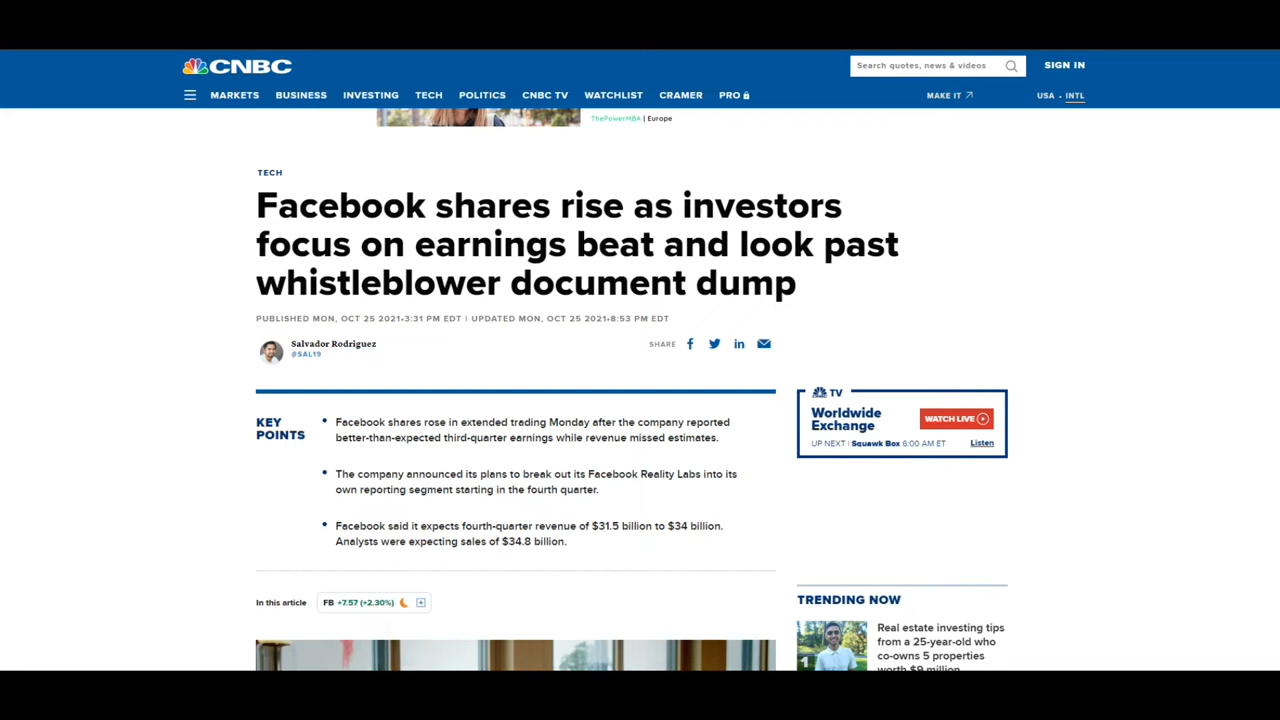 CNBC
Search quotes, news & videos
SIGN IN
MARKETS BUSINESS INVESTING TECH POLITICS CNBC TV WATCHLIST CRAMER PRO
MAKE IT
USA • INTL
ThePowerMBA | Europe
TECH
Facebook shares rise as investors
focus on earnings beat and look past
whistleblower document dump
PUBLISHED MON, OCT 25 2021•3:31 PM EDT | UPDATED MON, OCT 25 2021•8:53 PM EDT
Salvador Rodriguez
@SAL19
SHARE
KEY
POINTS
• Facebook shares rose in extended trading Monday after the company reported
better-than-expected third-quarter earnings while revenue missed estimates.
• The company announced its plans to break out its Facebook Reality Labs into its
own reporting segment starting in the fourth quarter.
• Facebook said it expects fourth-quarter revenue of $31.5 billion to $34 billion.
Analysts were expecting sales of $34.8 billion.
In this article
FB +7.57 (+2.30%)
TV
Worldwide
Exchange
WATCH LIVE
UP NEXT | Squawk Box 6:00 AM ET
Listen
TRENDING NOW
1
Real estate investing tips
from a 25-year-old who
co-owns 5 properties
worth $9 million